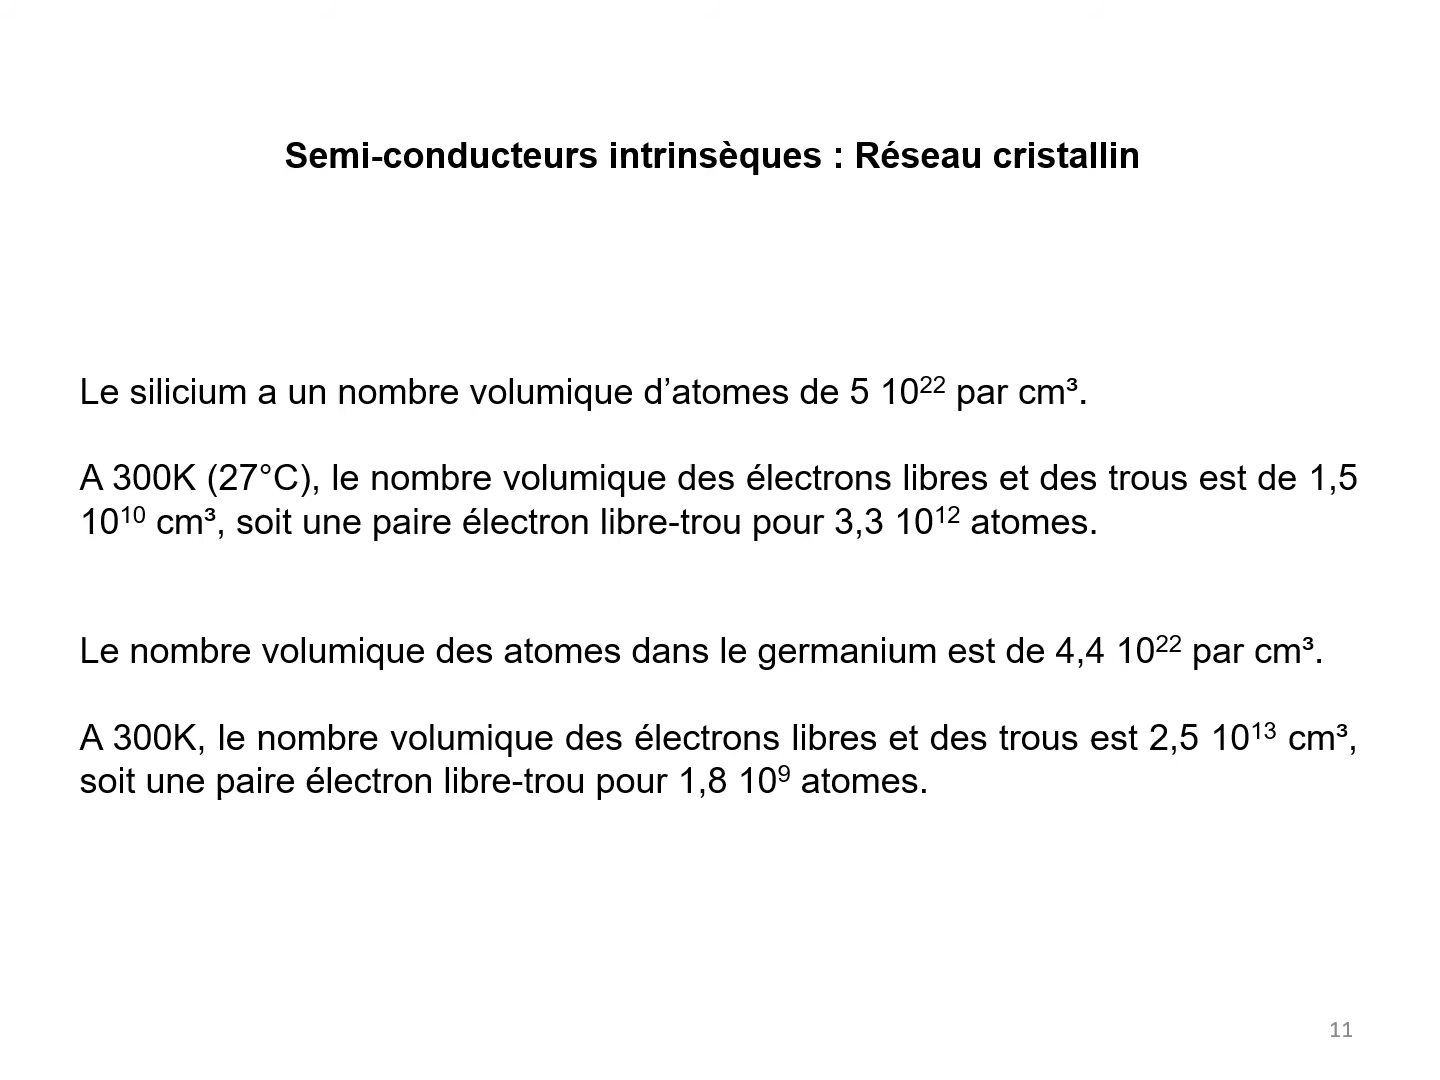 Semi-conducteurs intrinsèques : Réseau cristallin
Le silicium a un nombre volumique d’atomes de 5 10²² par cm³.
A 300K (27°C), le nombre volumique des électrons libres et des trous est de 1,5
10¹⁰ cm³, soit une paire électron libre-trou pour 3,3 10¹² atomes.
Le nombre volumique des atomes dans le germanium est de 4,4 10²² par cm³.
A 300K, le nombre volumique des électrons libres et des trous est 2,5 10¹³ cm³,
soit une paire électron libre-trou pour 1,8 10⁹ atomes.
11